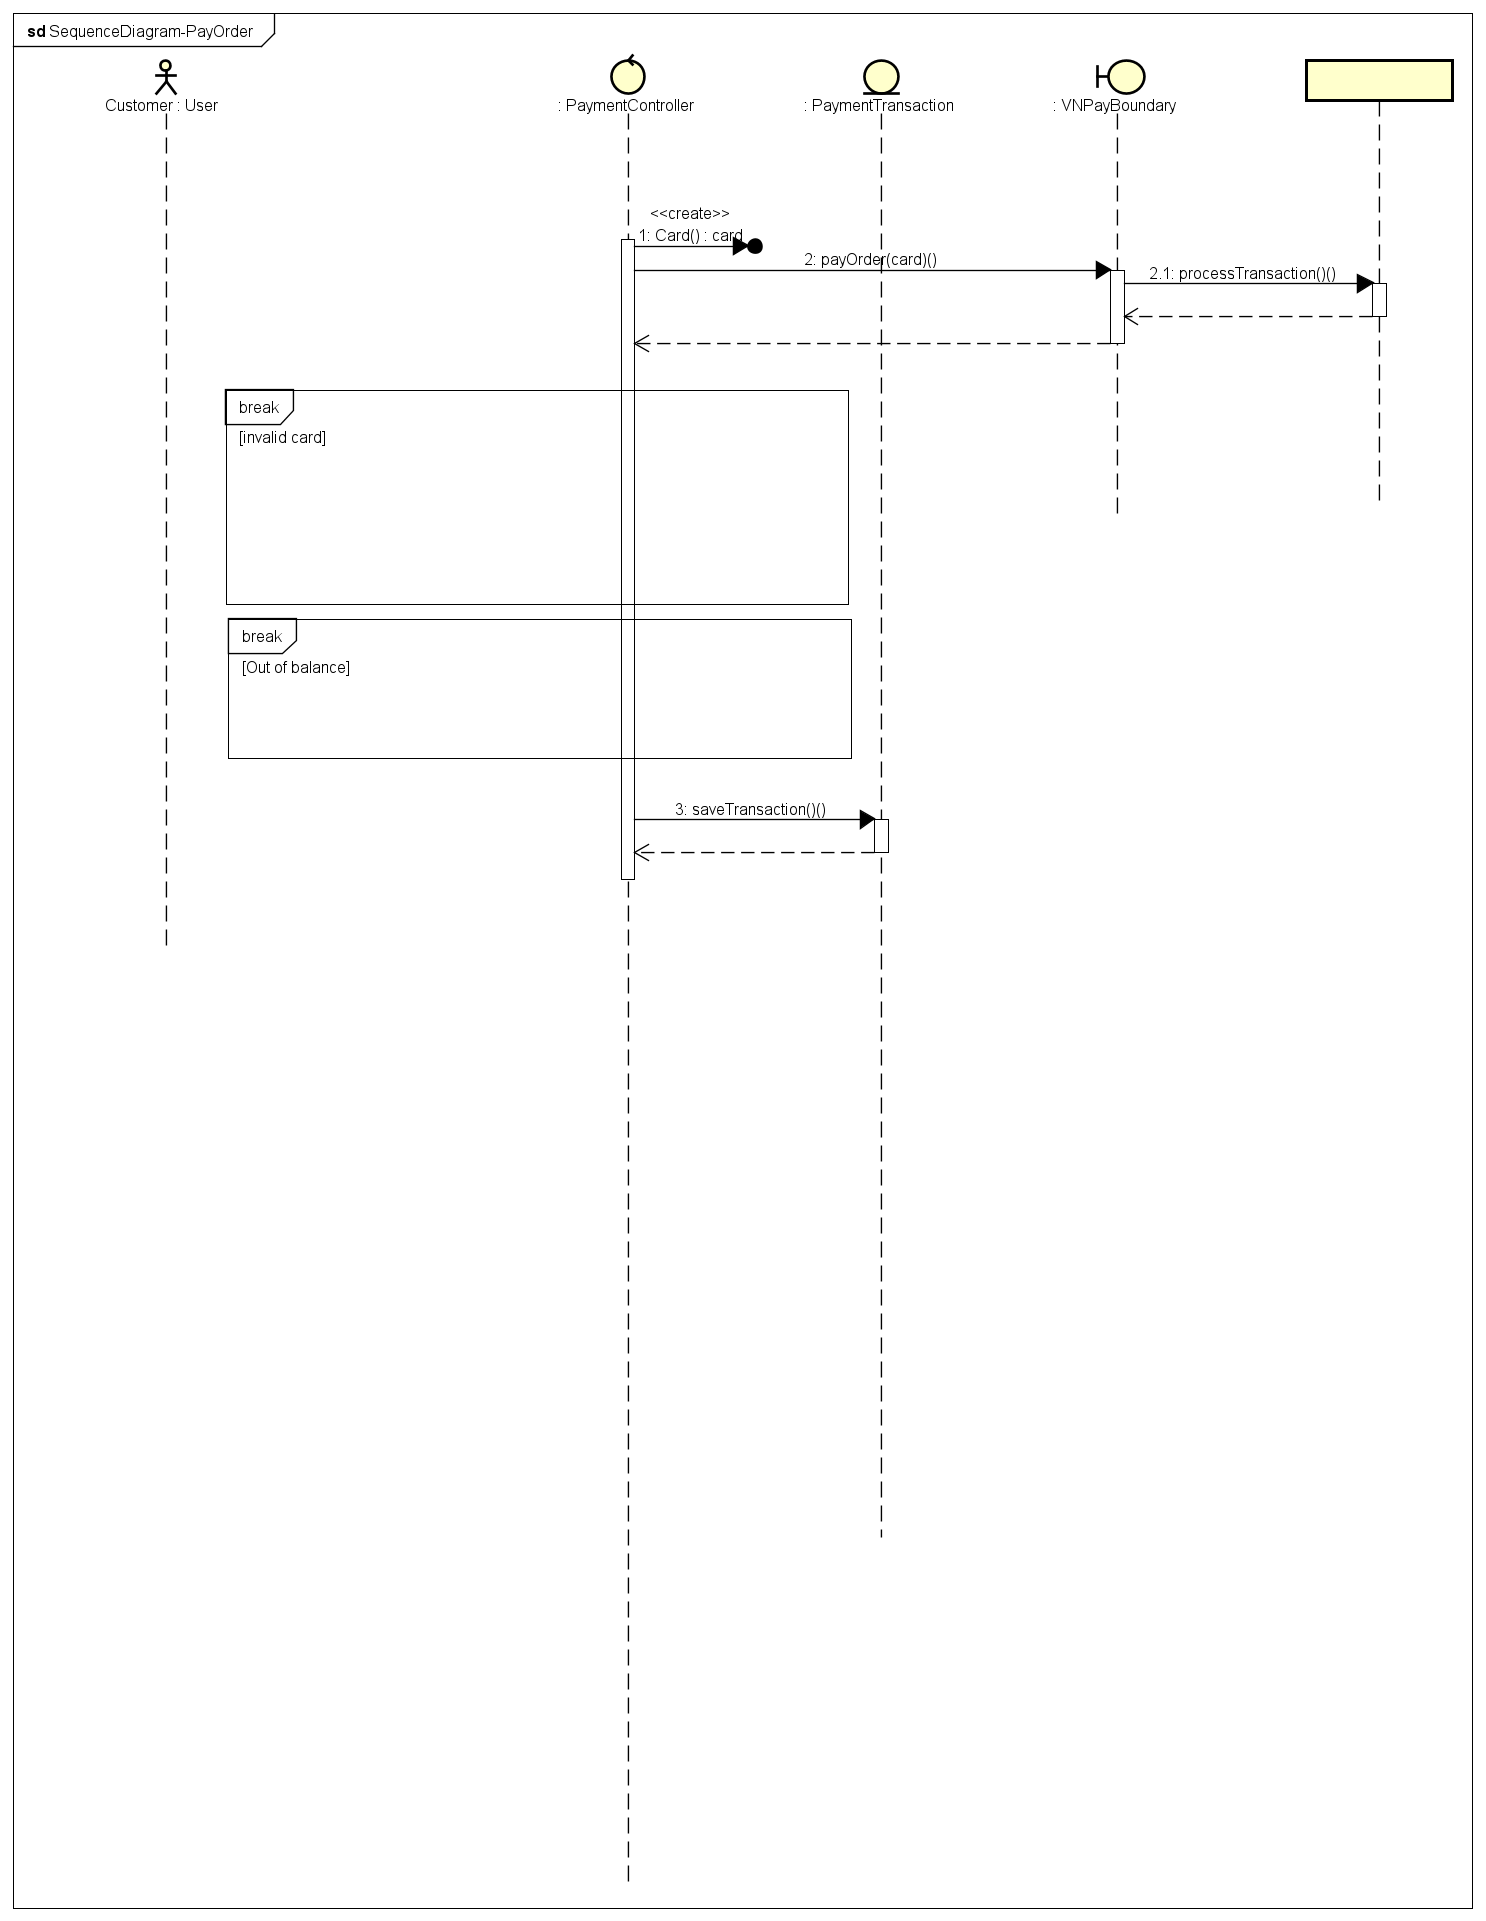 sd SequenceDiagram-PayOrder
Customer : User
: PaymentController
: PaymentTransaction
: VNPayBoundary
<<create>>
1: Card() : card
2: payOrder(card)()
2.1: processTransaction()()
break
[invalid card]
break
[Out of balance]
3: saveTransaction()()